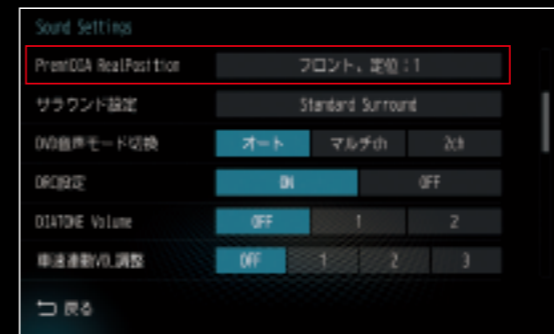 Sound Settings
PremiDIA RealPosition フロント、定位：1
サラウンド設定 Standard Surround
DVD音声モード切換 オート マルチch 2ch
DRC設定 ON OFF
DIATONE Volume OFF 1 2
車速連動VOL調整 OFF 1 2 3
戻る